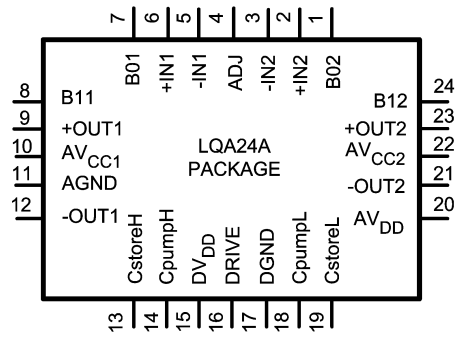 7 6 5 4 3 2 1
B01 +IN1 -IN1 ADJ -IN2 +IN2 B02
8 B11
9 +OUT1
10 AVCC1
11 AGND
12 -OUT1
LQA24A
PACKAGE
B12 24
+OUT2 23
AVCC2 22
-OUT2 21
AVDD 20
CstoreH CpumpH DVDD DRIVE DGND CpumpL CstoreL
13 14 15 16 17 18 19